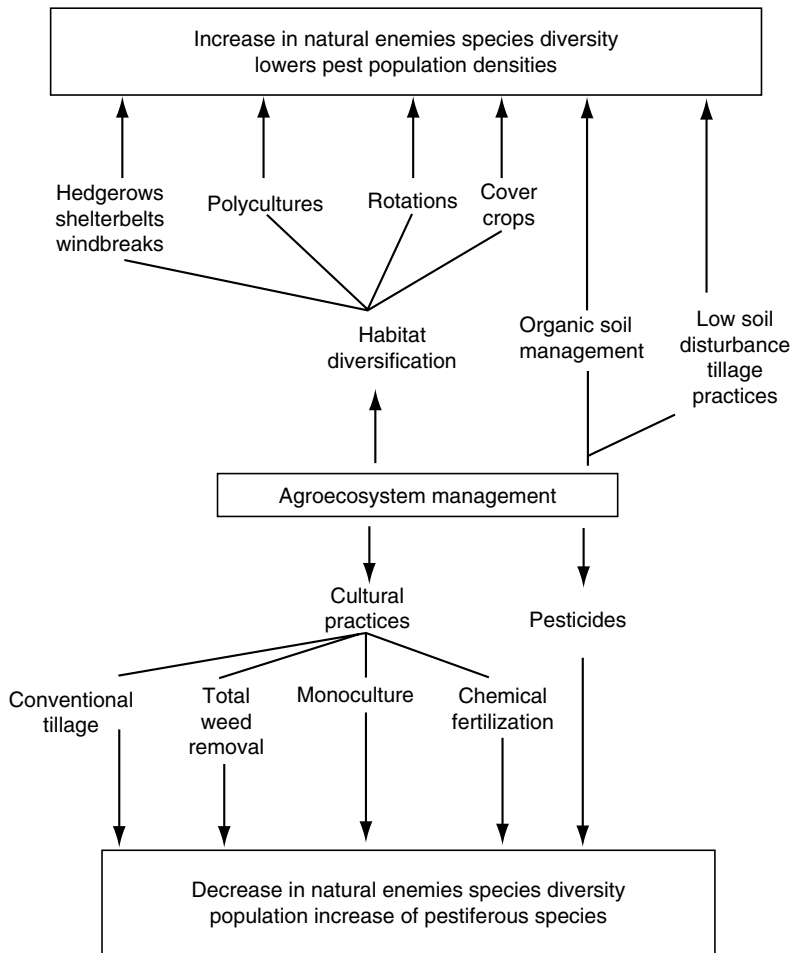 Increase in natural enemies species diversity
lowers pest population densities
Hedgerows
shelterbelts
windbreaks
Polycultures
Rotations
Cover
crops
Habitat
diversification
Organic soil
management
Low soil
disturbance
tillage
practices
Agroecosystem management
Cultural
practices
Pesticides
Conventional
tillage
Total
weed
removal
Monoculture
Chemical
fertilization
Decrease in natural enemies species diversity
population increase of pestiferous species